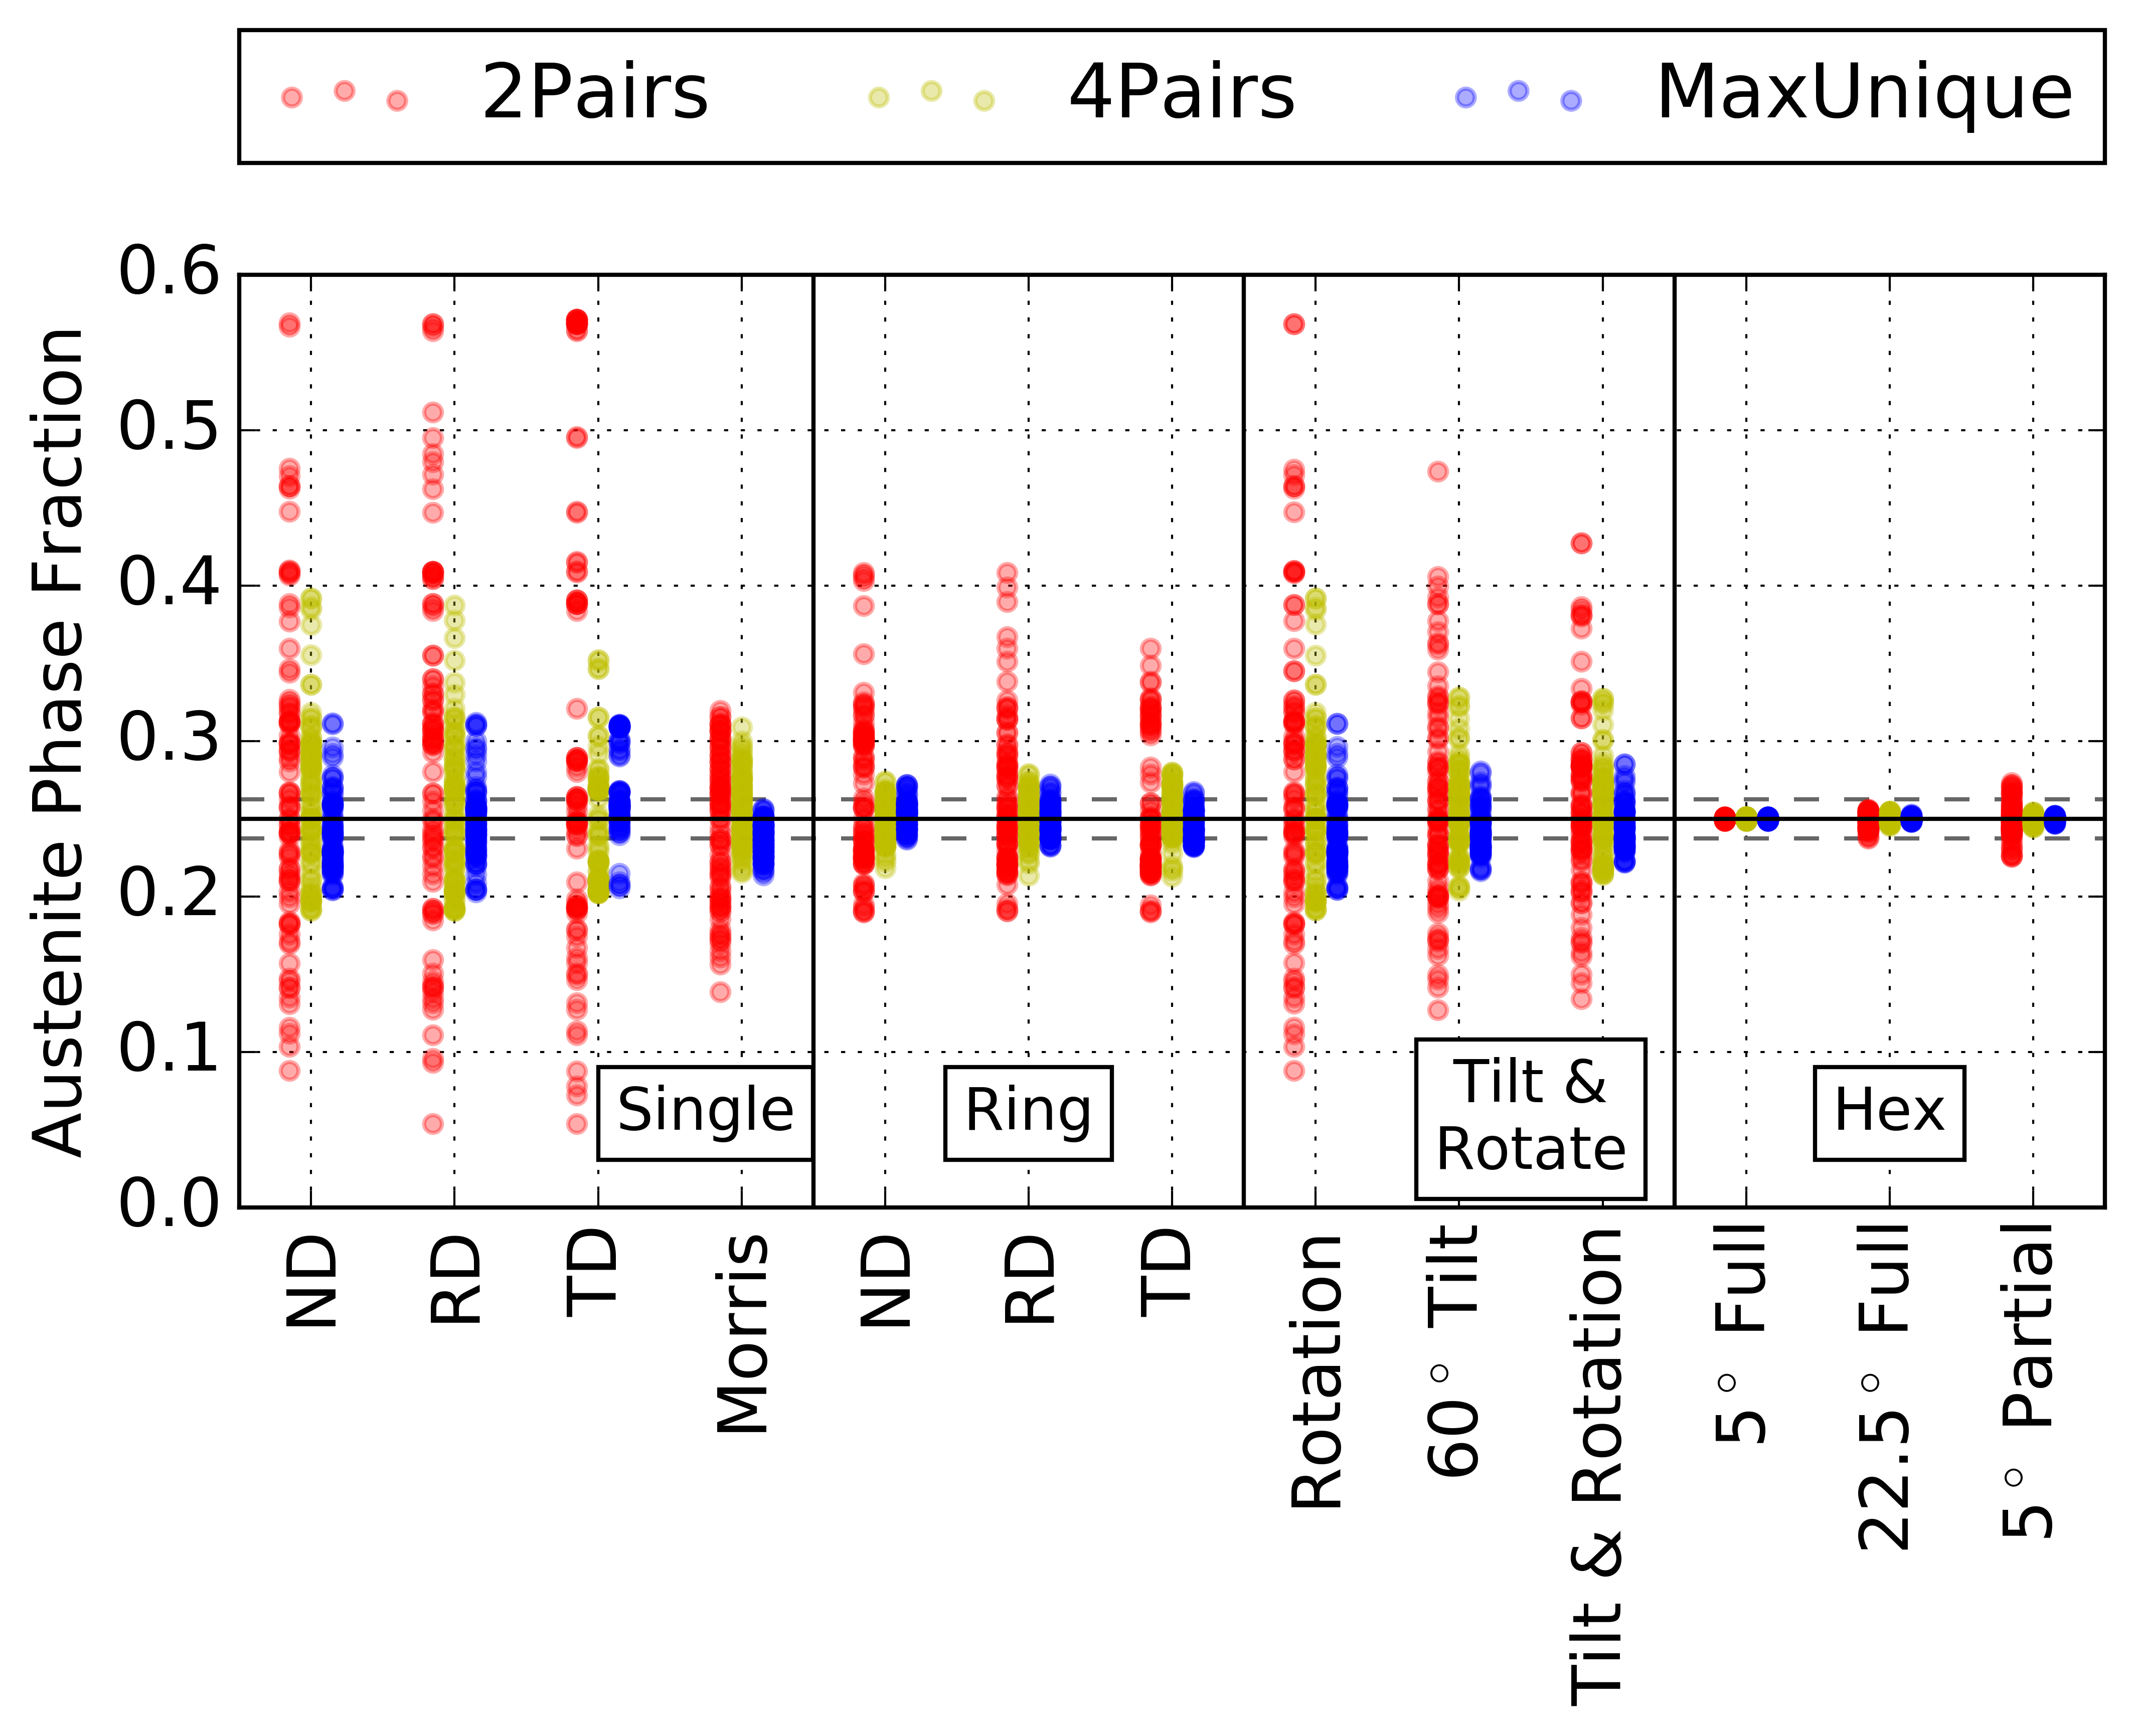 2Pairs 4Pairs MaxUnique
Austenite Phase Fraction
0.6
0.5
0.4
0.3
0.2
0.1
0.0
Single
Ring
Tilt &
Rotate
Hex
ND
RD
TD
Morris
ND
RD
TD
Rotation
60° Tilt
Tilt & Rotation
5° Full
22.5° Full
5° Partial